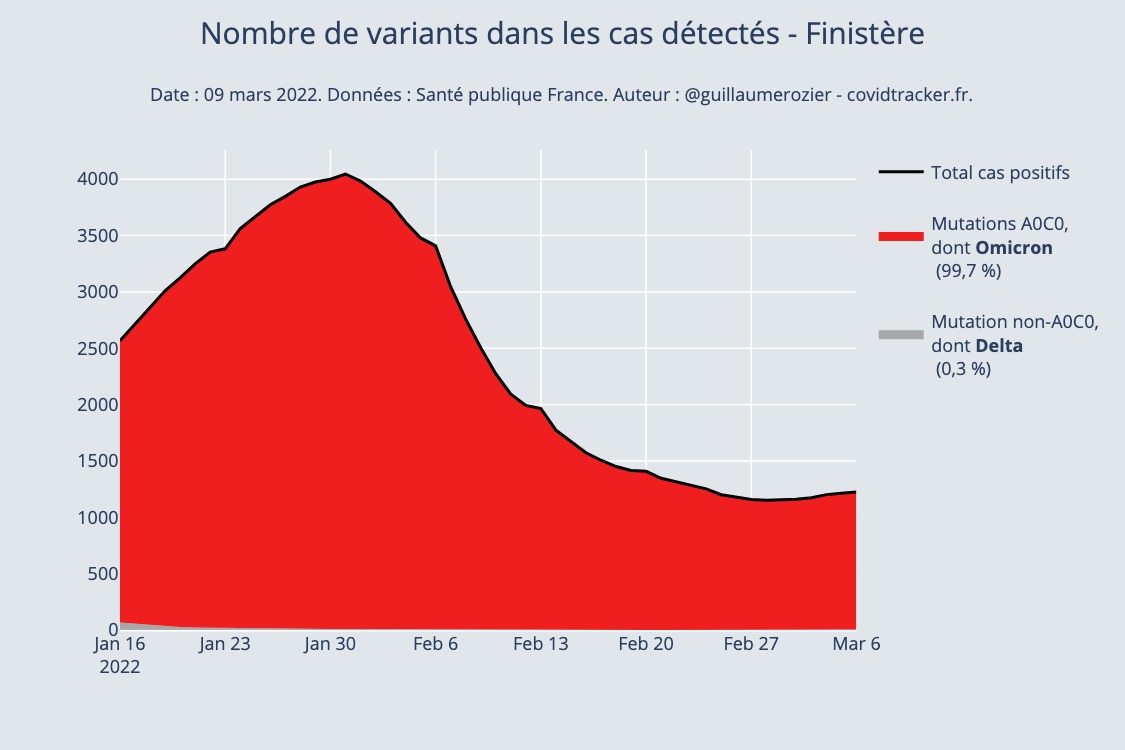 Nombre de variants dans les cas détectés - Finistère
Date : 09 mars 2022. Données : Santé publique France. Auteur : @guillaumerozier - covidtracker.fr.
4000
3500
3000
2500
2000
1500
1000
500
0
Jan 16
2022
Jan 23
Jan 30
Feb 6
Feb 13
Feb 20
Feb 27
Mar 6
Total cas positifs
Mutations A0C0,
dont Omicron
(99,7 %)
Mutation non-A0C0,
dont Delta
(0,3 %)